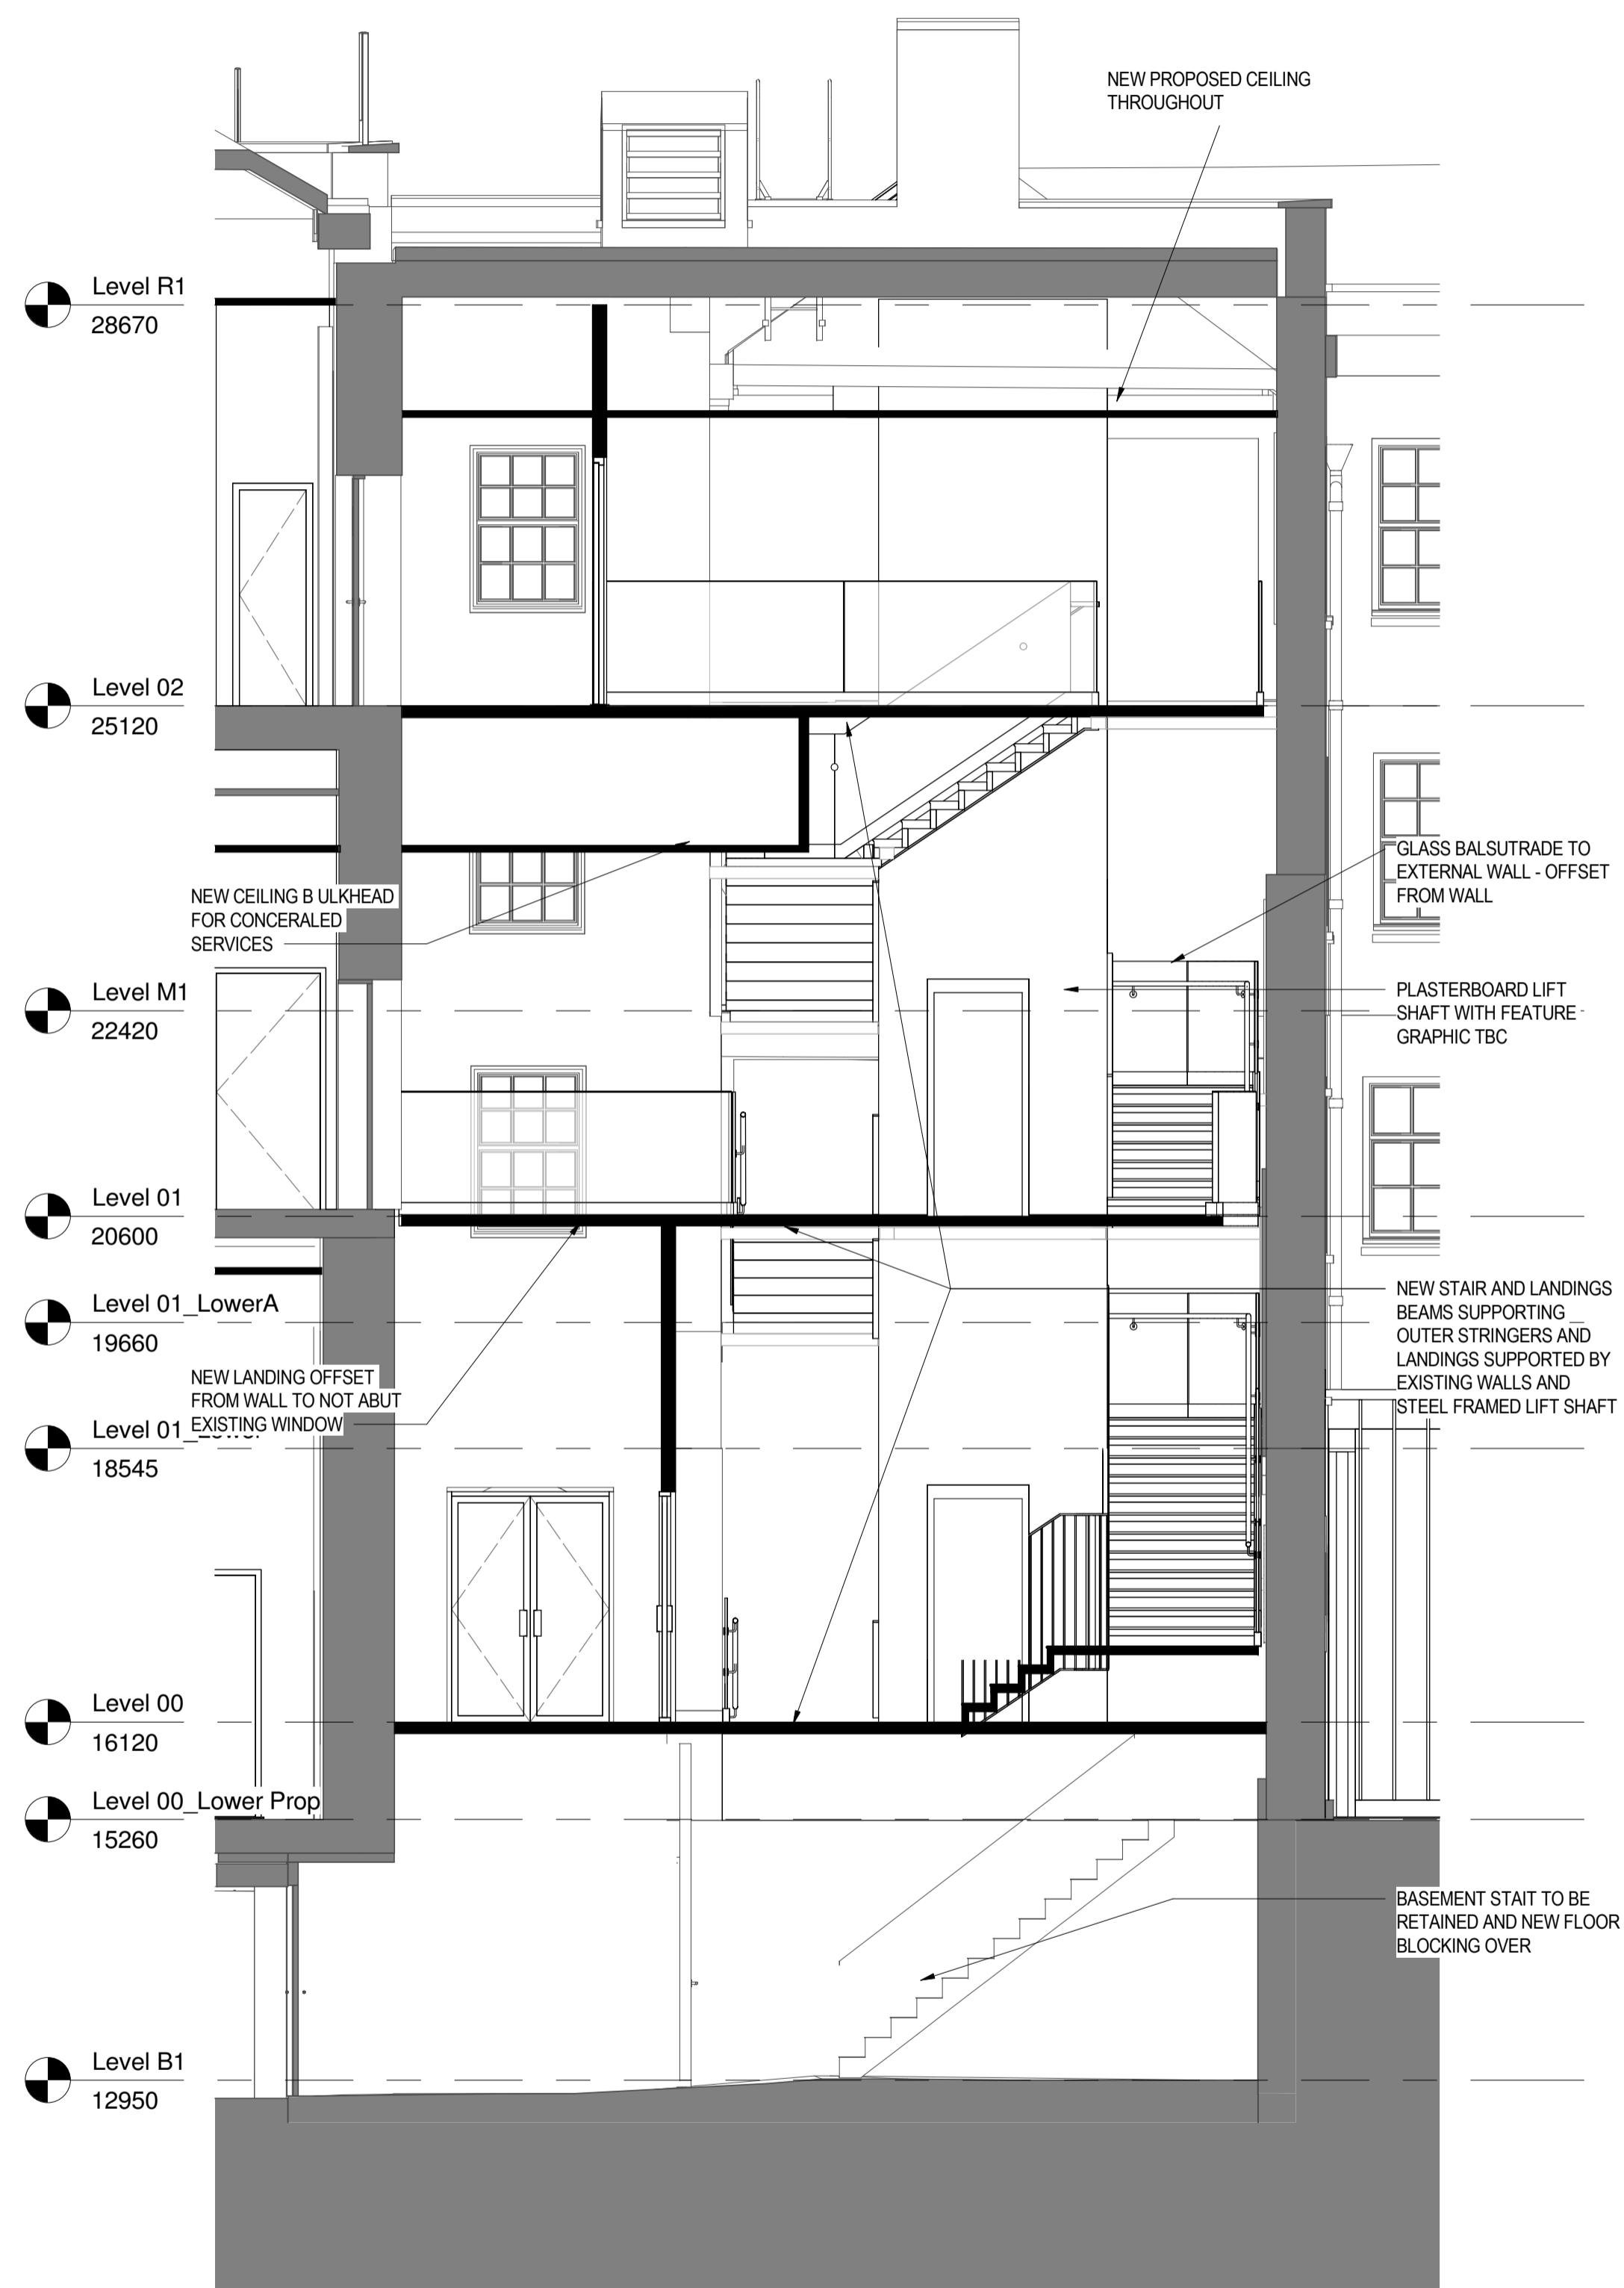 NEW PROPOSED CEILING
THROUGHOUT
Level R1
28670
Level 02
25120
GLASS BALSUTRADE TO
EXTERNAL WALL - OFFSET
FROM WALL
NEW CEILING B ULKHEAD
FOR CONCERALED
SERVICES
Level M1
22420
PLASTERBOARD LIFT
SHAFT WITH FEATURE
GRAPHIC TBC
Level 01
20600
Level 01_LowerA
19660
NEW STAIR AND LANDINGS
BEAMS SUPPORTING
OUTER STRINGERS AND
LANDINGS SUPPORTED BY
EXISTING WALLS AND
STEEL FRAMED LIFT SHAFT
NEW LANDING OFFSET
FROM WALL TO NOT ABUT
EXISTING WINDOW
Level 01_Lower
18545
Level 00
16120
Level 00_Lower Prop
15260
BASEMENT STAIT TO BE
RETAINED AND NEW FLOOR
BLOCKING OVER
Level B1
12950